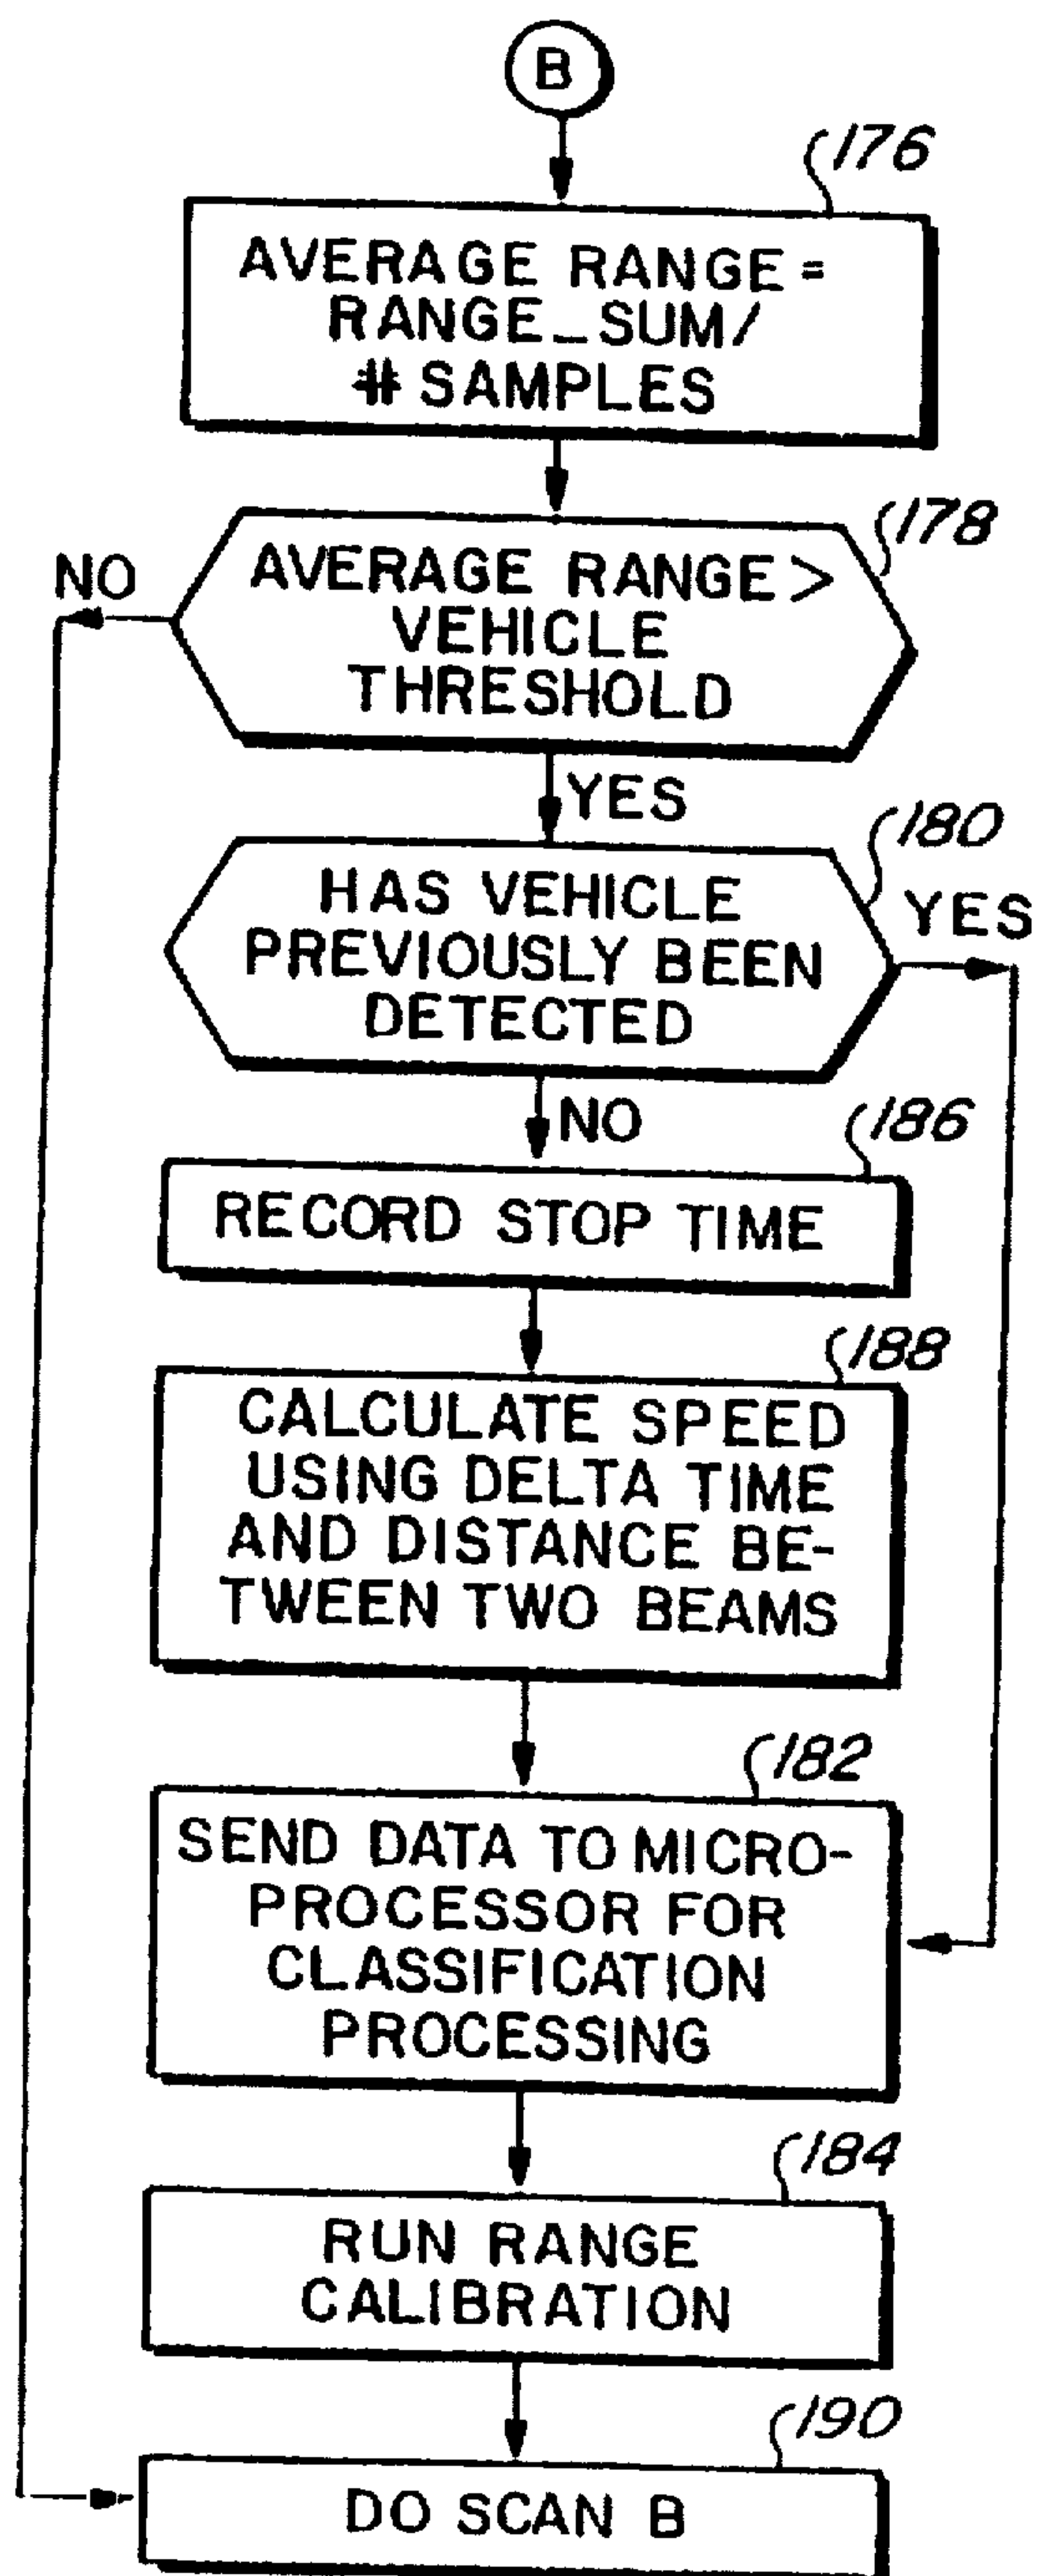 B
176
AVERAGE RANGE =
RANGE_SUM/
# SAMPLES
178
NO
AVERAGE RANGE >
VEHICLE
THRESHOLD
YES
180
HAS VEHICLE
PREVIOUSLY BEEN
DETECTED
YES
NO
186
RECORD STOP TIME
188
CALCULATE SPEED
USING DELTA TIME
AND DISTANCE BE-
TWEEN TWO BEAMS
182
SEND DATA TO MICRO-
PROCESSOR FOR
CLASSIFICATION
PROCESSING
184
RUN RANGE
CALIBRATION
190
DO SCAN B